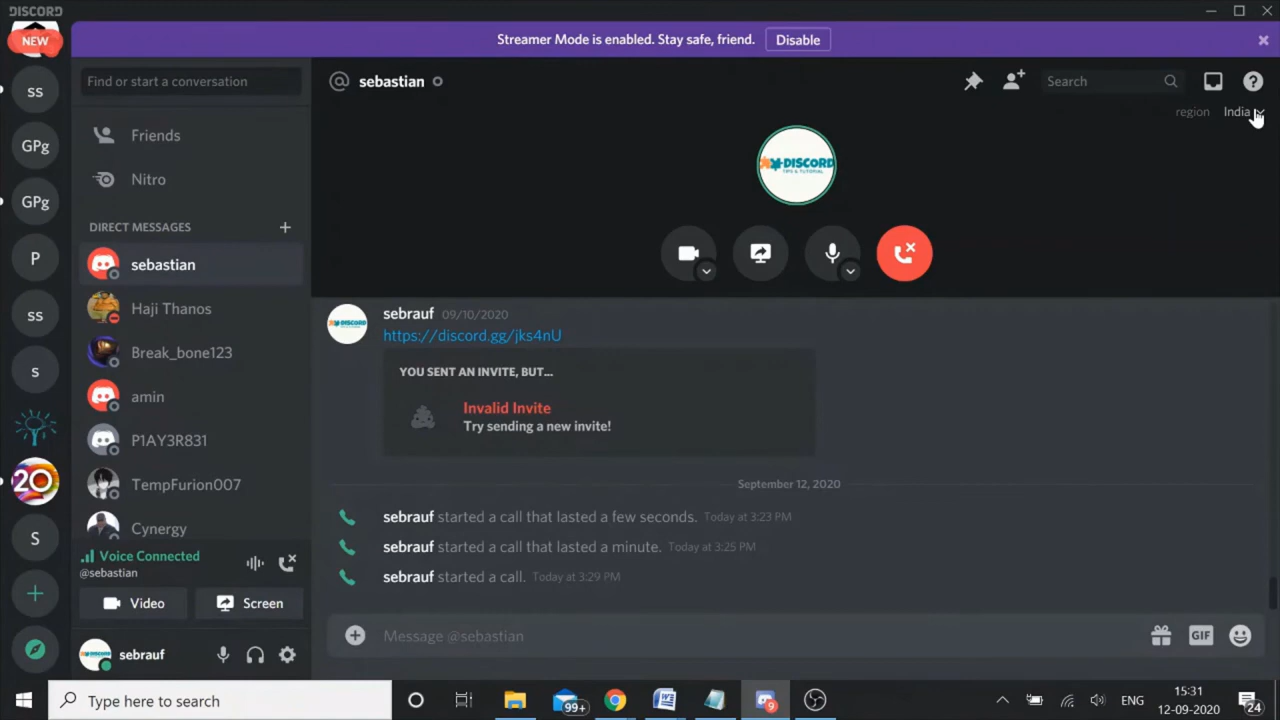 DISCORD
NEW
Streamer Mode is enabled. Stay safe, friend.
Disable
ss
GPg
GPg
P
ss
s
20
S
Find or start a conversation
Friends
Nitro
DIRECT MESSAGES
sebastian
Haji Thanos
Break_bone123
amin
P1AY3R831
TempFurion007
Cynergy
Voice Connected
@sebastian
Video
Screen
sebrauf
@ sebastian
Search
region India
DISCORD
TIPS & TUTORIAL
sebrauf 09/10/2020
https://discord.gg/jks4nU
YOU SENT AN INVITE, BUT...
Invalid Invite
Try sending a new invite!
September 12, 2020
sebrauf started a call that lasted a few seconds. Today at 3:23 PM
sebrauf started a call that lasted a minute. Today at 3:25 PM
sebrauf started a call. Today at 3:29 PM
Message @sebastian
GIF
Type here to search
99+
9
ENG
15:31
12-09-2020
24